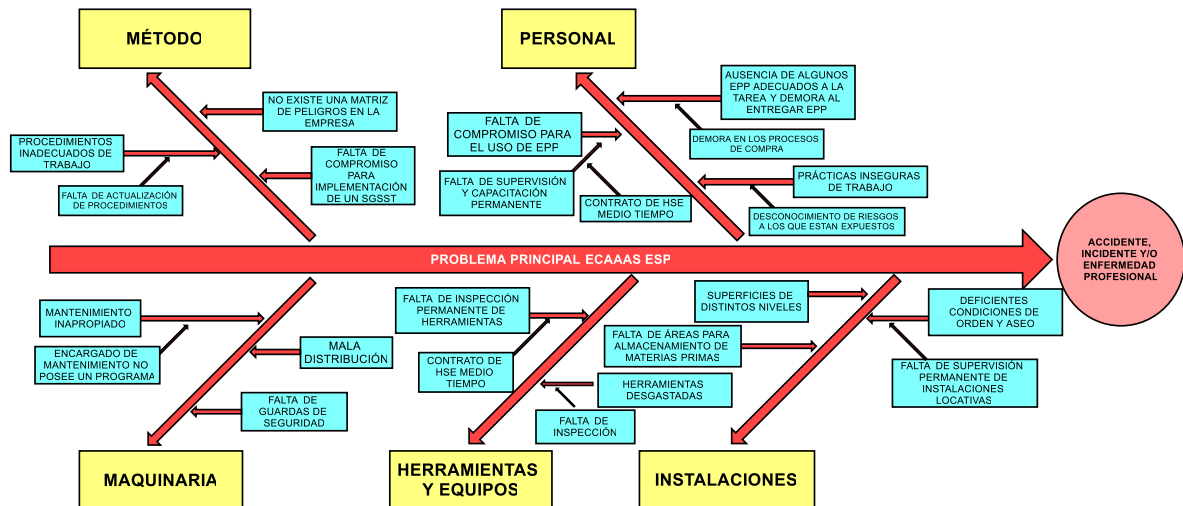 MÉTODO
PERSONAL
NO EXISTE UNA MATRIZ
DE PELIGROS EN LA
EMPRESA
PROCEDIMIENTOS
INADECUADOS DE
TRABAJO
FALTA DE ACTUALIZACIÓN
DE PROCEDIMIENTOS
FALTA DE
COMPROMISO
PARA
IMPLEMENTACIÓN
DE UN SGSST
AUSENCIA DE ALGUNOS
EPP ADECUADOS A LA
TAREA Y DEMORA AL
ENTREGAR EPP
FALTA DE
COMPROMISO PARA
EL USO DE EPP
DEMORA EN LOS PROCESOS
DE COMPRA
FALTA DE SUPERVISIÓN
Y CAPACITACIÓN
PERMANENTE
CONTRATO DE HSE
MEDIO TIEMPO
PRÁCTICAS INSEGURAS
DE TRABAJO
DESCONOCIMIENTO DE RIESGOS
A LOS QUE ESTAN EXPUESTOS
PROBLEMA PRINCIPAL ECAAAS ESP
ACCIDENTE,
INCIDENTE Y/O
ENFERMEDAD
PROFESIONAL
MANTENIMIENTO
INAPROPIADO
ENCARGADO DE
MANTENIMIENTO NO
POSEE UN PROGRAMA
MALA
DISTRIBUCIÓN
FALTA DE
GUARDAS DE
SEGURIDAD
FALTA DE INSPECCIÓN
PERMANENTE DE
HERRAMIENTAS
CONTRATO DE
HSE MEDIO
TIEMPO
HERRAMIENTAS
DESGASTADAS
FALTA DE
INSPECCIÓN
SUPERFICIES DE
DISTINTOS NIVELES
FALTA DE ÁREAS PARA
ALMACENAMIENTO DE
MATERIAS PRIMAS
DEFICIENTES
CONDICIONES DE
ORDEN Y ASEO
FALTA DE SUPERVISIÓN
PERMANENTE DE
INSTALACIONES
LOCATIVAS
MAQUINARIA
HERRAMIENTAS
Y EQUIPOS
INSTALACIONES